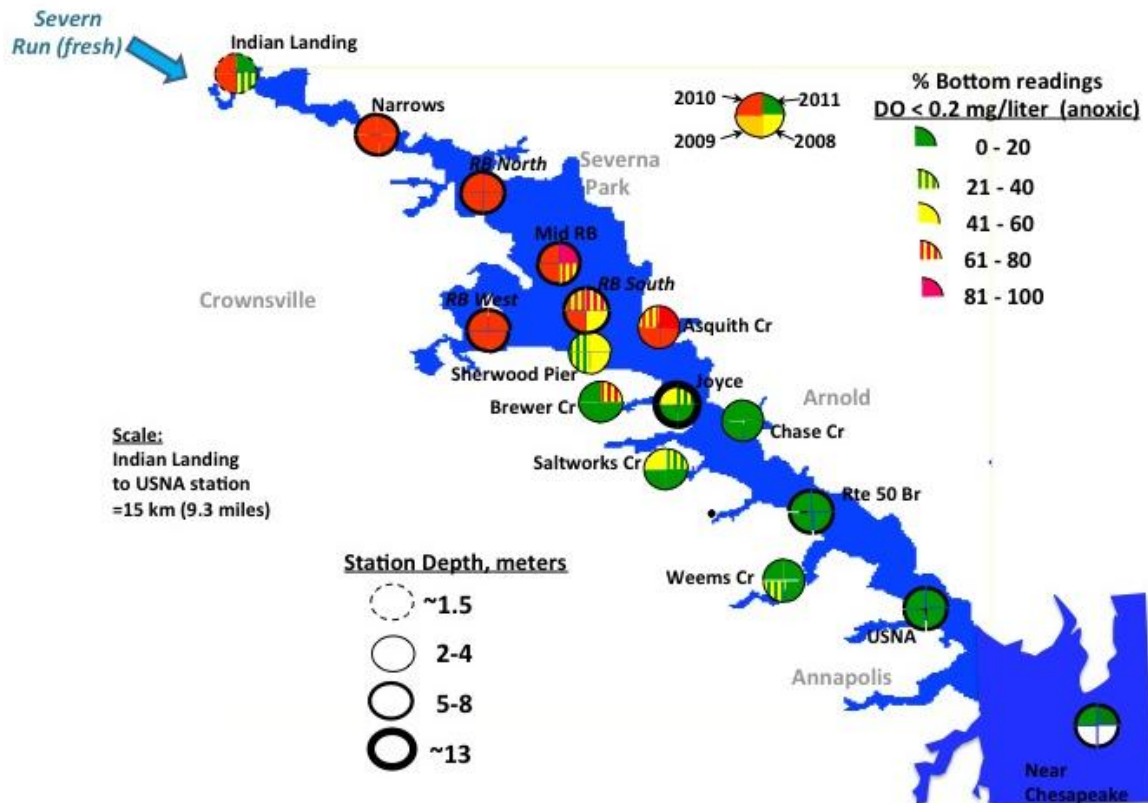 Severn
Run (fresh)
Indian Landing
Narrows
RB North
Severna
Park
2010
2011
2009
2008
% Bottom readings
DO < 0.2 mg/liter (anoxic)
0 - 20
21 - 40
41 - 60
61 - 80
81 - 100
Mid RB
Crownsville
RB West
RB South
Asquith Cr
Sherwood Pier
Joyce
Brewer Cr
Arnold
Chase Cr
Scale:
Indian Landing
to USNA station
=15 km (9.3 miles)
Saltworks Cr
Rte 50 Br
Station Depth, meters
~1.5
2-4
5-8
~13
Weems Cr
USNA
Annapolis
Near
Chesapeake